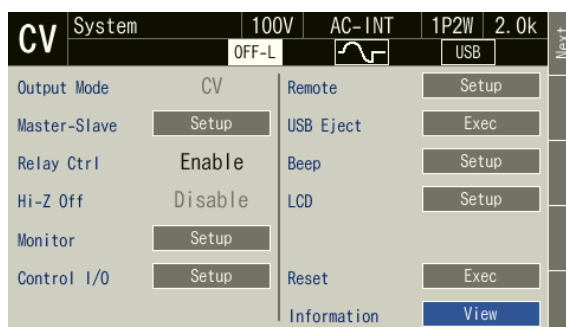 CV System 100V AC-INT 1P2W 2.0k Next
OFF-L USB
Output Mode CV
Master-Slave Setup
Relay Ctrl Enable
Hi-Z Off Disable
Monitor Setup
Control I/O Setup
Remote Setup
USB Eject Exec
Beep Setup
LCD Setup
Reset Exec
Information View